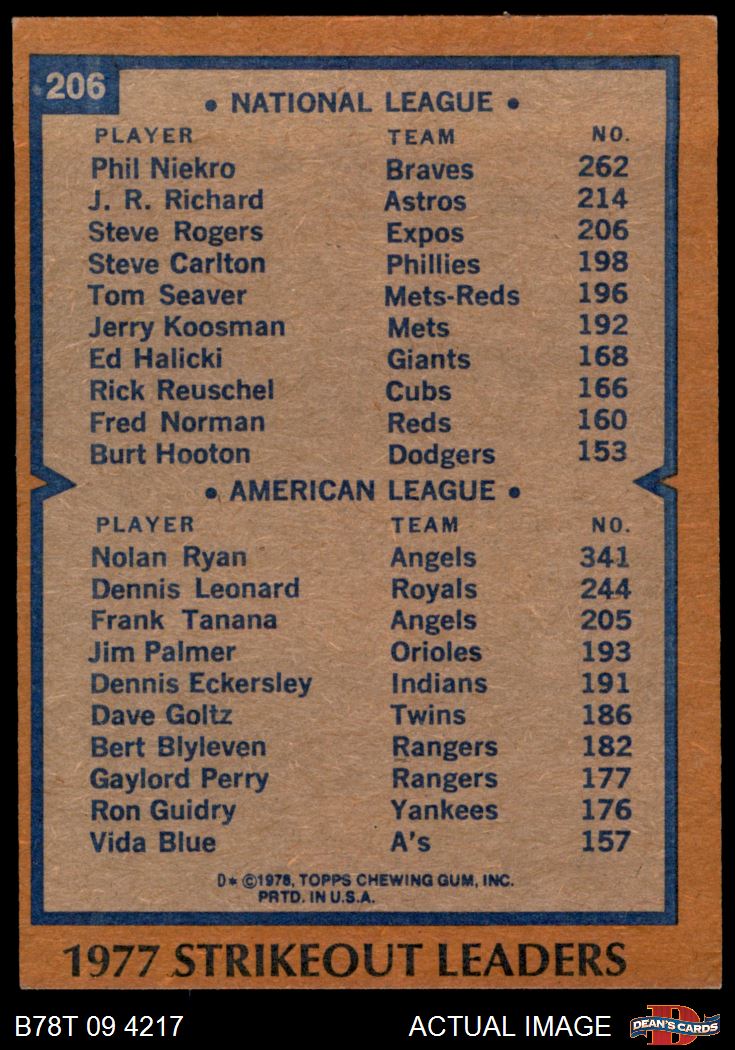 206
• NATIONAL LEAGUE •
PLAYER TEAM NO.
Phil Niekro Braves 262
J. R. Richard Astros 214
Steve Rogers Expos 206
Steve Carlton Phillies 198
Tom Seaver Mets-Reds 196
Jerry Koosman Mets 192
Ed Halicki Giants 168
Rick Reuschel Cubs 166
Fred Norman Reds 160
Burt Hooton Dodgers 153
• AMERICAN LEAGUE •
PLAYER TEAM NO.
Nolan Ryan Angels 341
Dennis Leonard Royals 244
Frank Tanana Angels 205
Jim Palmer Orioles 193
Dennis Eckersley Indians 191
Dave Goltz Twins 186
Bert Blyleven Rangers 182
Gaylord Perry Rangers 177
Ron Guidry Yankees 176
Vida Blue A's 157
D* ©1978, TOPPS CHEWING GUM, INC.
PRTD. IN U.S.A.
1977 STRIKEOUT LEADERS
B78T 09 4217 ACTUAL IMAGE D DEAN'S CARDS